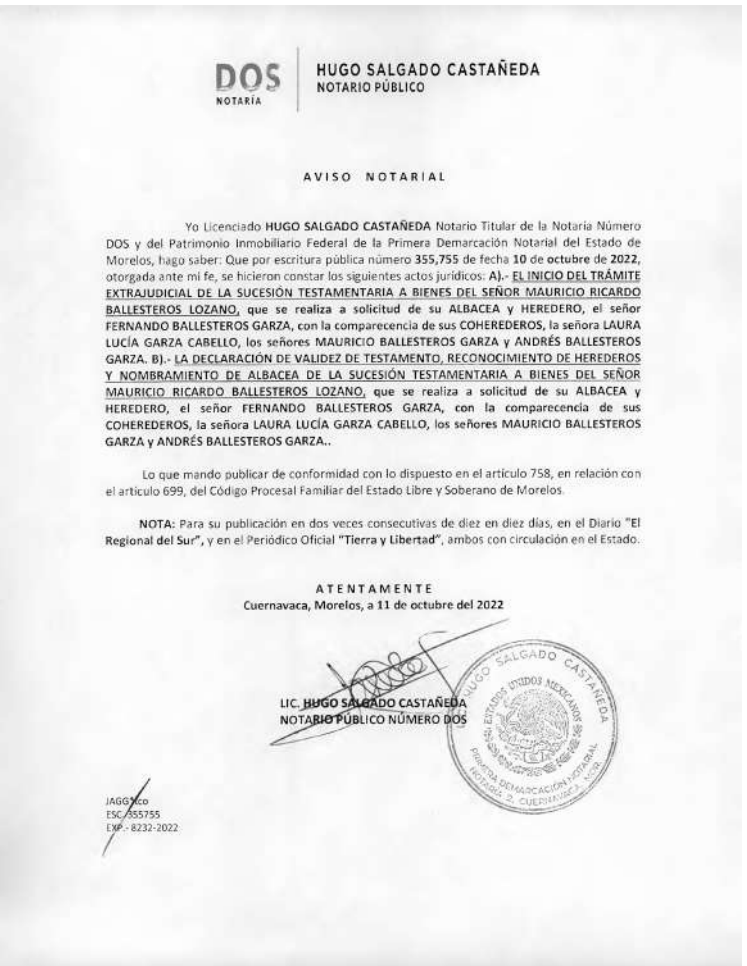 DOS
NOTARÍA
HUGO SALGADO CASTAÑEDA
NOTARIO PÚBLICO
AVISO NOTARIAL
Yo Licenciado HUGO SALGADO CASTAÑEDA Notario Titular de la Notaría Número
DOS y del Patrimonio Inmobiliario Federal de la Primera Demarcación Notarial del Estado de
Morelos, hago saber: Que por escritura pública número 355,755 de fecha 10 de octubre de 2022,
otorgada ante mi fe, se hicieron constar los siguientes actos jurídicos: A).- EL INICIO DEL TRÁMITE
EXTRAJUDICIAL DE LA SUCESIÓN TESTAMENTARIA A BIENES DEL SEÑOR MAURICIO RICARDO
BALLESTEROS LOZANO, que se realiza a solicitud de su ALBACEA y HEREDERO, el señor
FERNANDO BALLESTEROS GARZA, con la comparecencia de sus COHEREDEROS, la señora LAURA
LUCÍA GARZA CABELLO, los señores MAURICIO BALLESTEROS GARZA y ANDRÉS BALLESTEROS
GARZA. B).- LA DECLARACIÓN DE VALIDEZ DE TESTAMENTO, RECONOCIMIENTO DE HEREDEROS
Y NOMBRAMIENTO DE ALBACEA DE LA SUCESIÓN TESTAMENTARIA A BIENES DEL SEÑOR
MAURICIO RICARDO BALLESTEROS LOZANO, que se realiza a solicitud de su ALBACEA y
HEREDERO, el señor FERNANDO BALLESTEROS GARZA, con la comparecencia de sus
COHEREDEROS, la señora LAURA LUCÍA GARZA CABELLO, los señores MAURICIO BALLESTEROS
GARZA y ANDRÉS BALLESTEROS GARZA..
Lo que mando publicar de conformidad con lo dispuesto en el artículo 758, en relación con
el artículo 699, del Código Procesal Familiar del Estado Libre y Soberano de Morelos.
NOTA: Para su publicación en dos veces consecutivas de diez en diez días, en el Diario "El
Regional del Sur", y en el Periódico Oficial "Tierra y Libertad", ambos con circulación en el Estado.
ATENTAMENTE
Cuernavaca, Morelos, a 11 de octubre del 2022
LIC. HUGO SALGADO CASTAÑEDA
NOTARIO PÚBLICO NÚMERO DOS
LIC. HUGO SALGADO CASTAÑEDA
ESTADOS UNIDOS MEXICANOS
PRIMERA DEMARCACIÓN NOTARIAL
NOTARÍA 2, CUERNAVACA, MOR.
ESC-355755
EXP.- 8232-2022